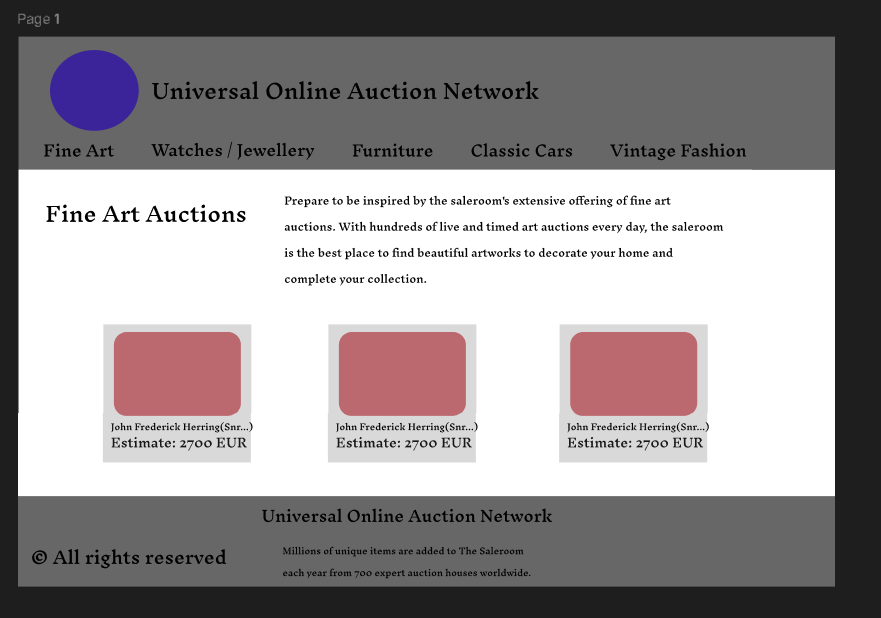 Page 1
Universal Online Auction Network
Fine Art Watches / Jewellery Furniture Classic Cars Vintage Fashion
Fine Art Auctions
Prepare to be inspired by the saleroom's extensive offering of fine art
auctions. With hundreds of live and timed art auctions every day, the saleroom
is the best place to find beautiful artworks to decorate your home and
complete your collection.
John Frederick Herring(Snr...)
Estimate: 2700 EUR
John Frederick Herring(Snr...)
Estimate: 2700 EUR
John Frederick Herring(Snr...)
Estimate: 2700 EUR
Universal Online Auction Network
© All rights reserved
Millions of unique items are added to The Saleroom
each year from 700 expert auction houses worldwide.